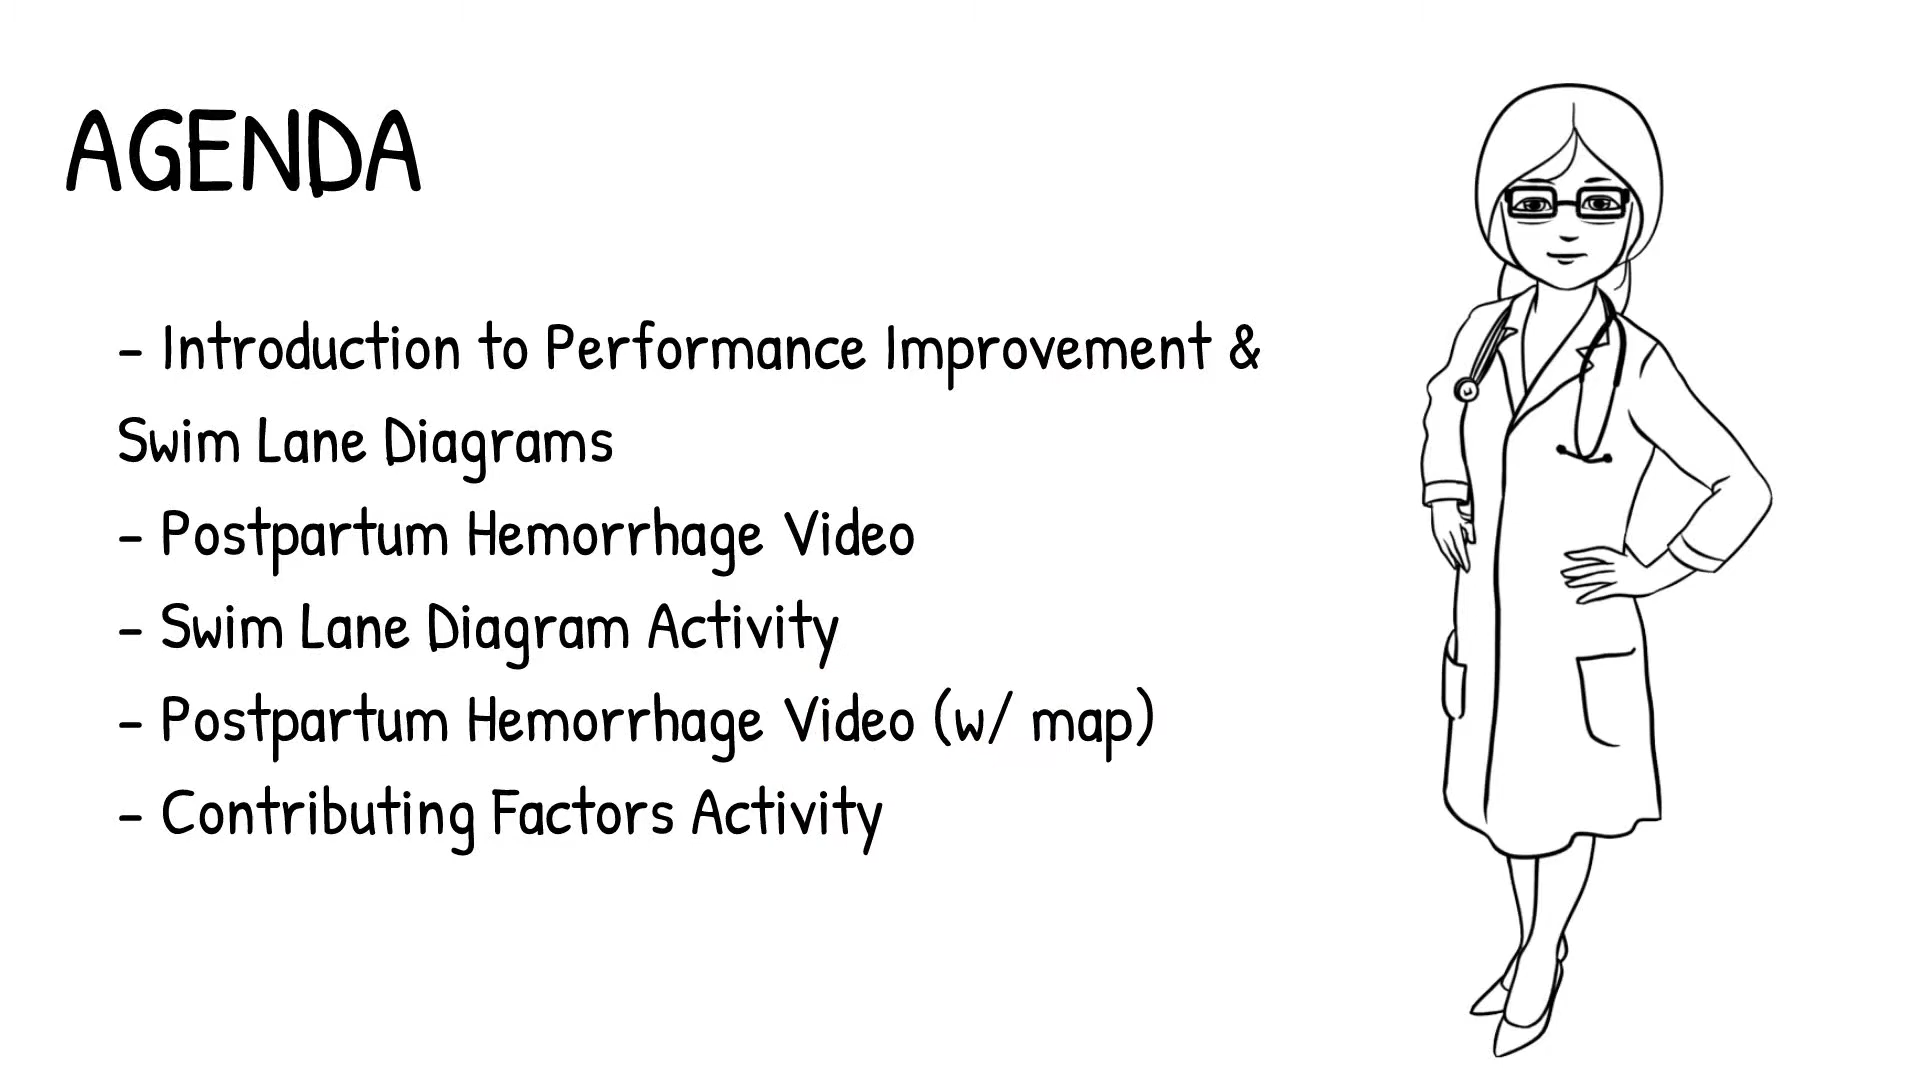 AGENDA
- Introduction to Performance Improvement &
Swim Lane Diagrams
- Postpartum Hemorrhage Video
- Swim Lane Diagram Activity
- Postpartum Hemorrhage Video (w/ map)
- Contributing Factors Activity